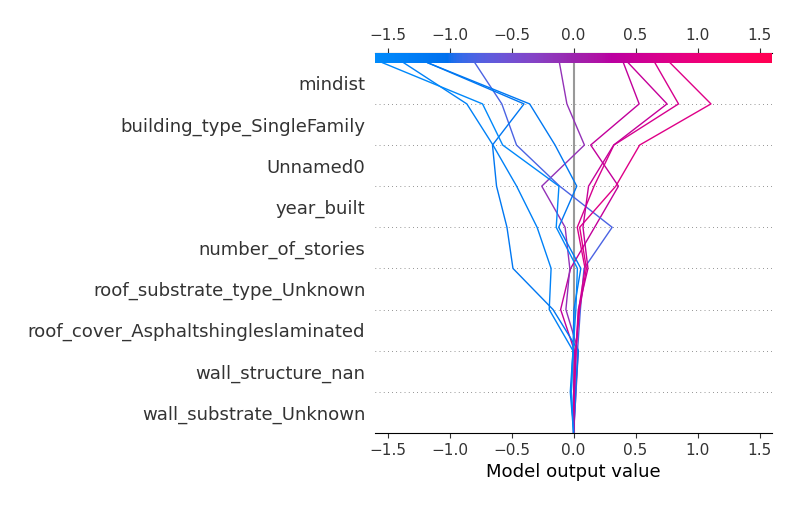 −1.5 −1.0 −0.5 0.0 0.5 1.0 1.5
mindist
building_type_SingleFamily
Unnamed0
year_built
number_of_stories
roof_substrate_type_Unknown
roof_cover_Asphaltshingleslaminated
wall_structure_nan
wall_substrate_Unknown
−1.5 −1.0 −0.5 0.0 0.5 1.0 1.5
Model output value